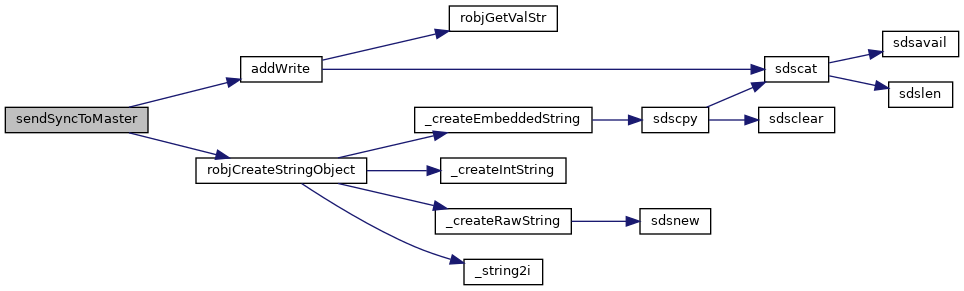 robjGetValStr
sdsavail
addWrite
sdscat
sdslen
sendSyncToMaster
_createEmbeddedString
sdscpy
sdsclear
robjCreateStringObject
_createIntString
_createRawString
sdsnew
_string2i